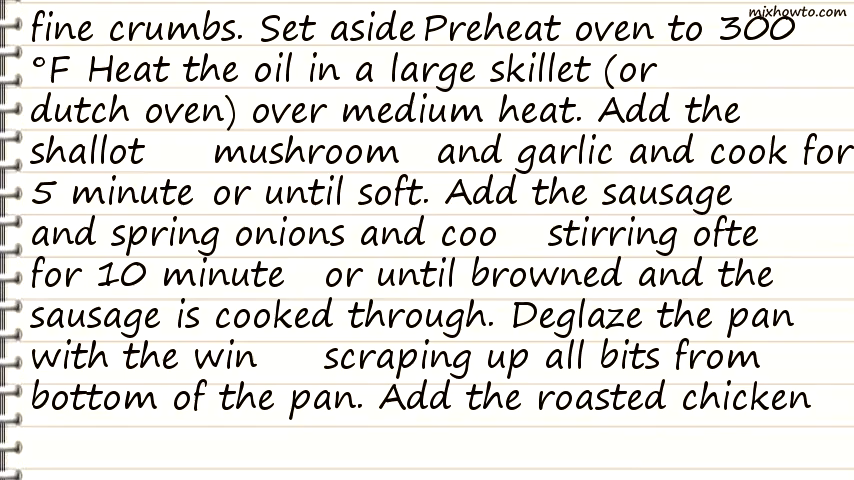 mixhowto.com
fine crumbs. Set aside Preheat oven to 300
°F Heat the oil in a large skillet (or
dutch oven) over medium heat. Add the
shallot mushroom and garlic and cook for
5 minute or until soft. Add the sausage
and spring onions and coo stirring ofte
for 10 minute or until browned and the
sausage is cooked through. Deglaze the pan
with the win scraping up all bits from
bottom of the pan. Add the roasted chicken